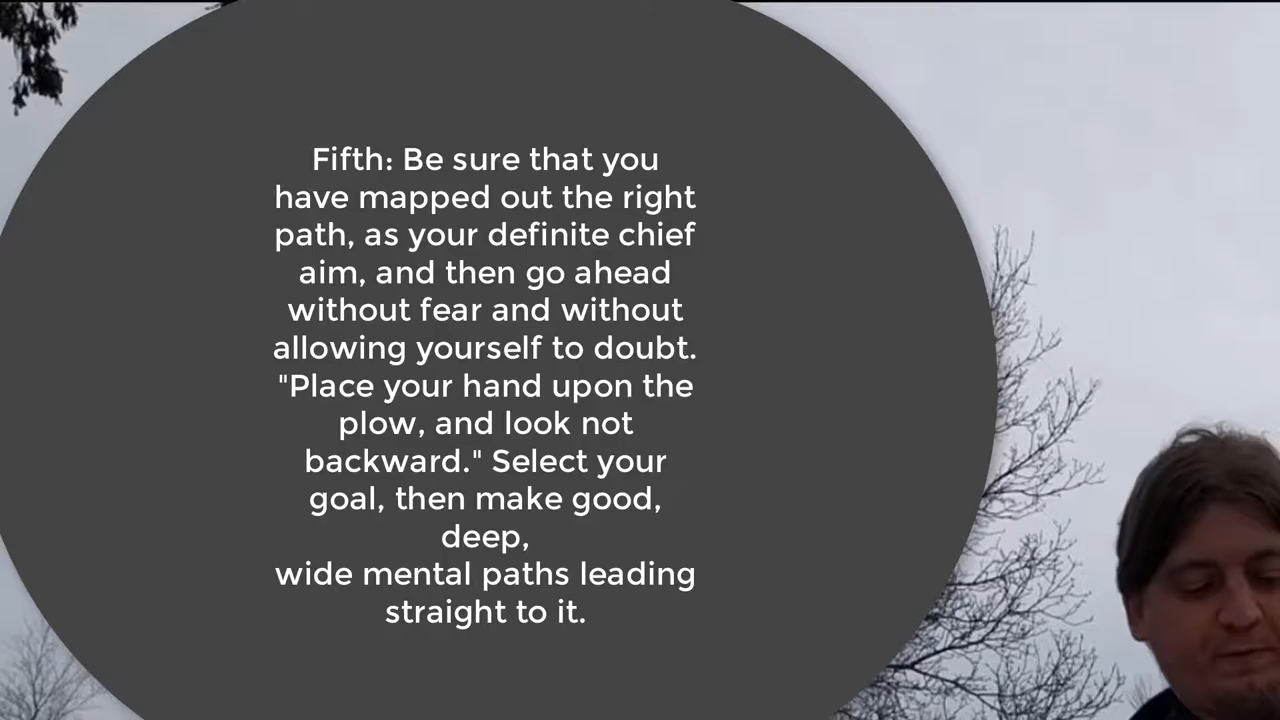 Fifth: Be sure that you
have mapped out the right
path, as your definite chief
aim, and then go ahead
without fear and without
allowing yourself to doubt.
"Place your hand upon the
plow, and look not
backward." Select your
goal, then make good,
deep,
wide mental paths leading
straight to it.